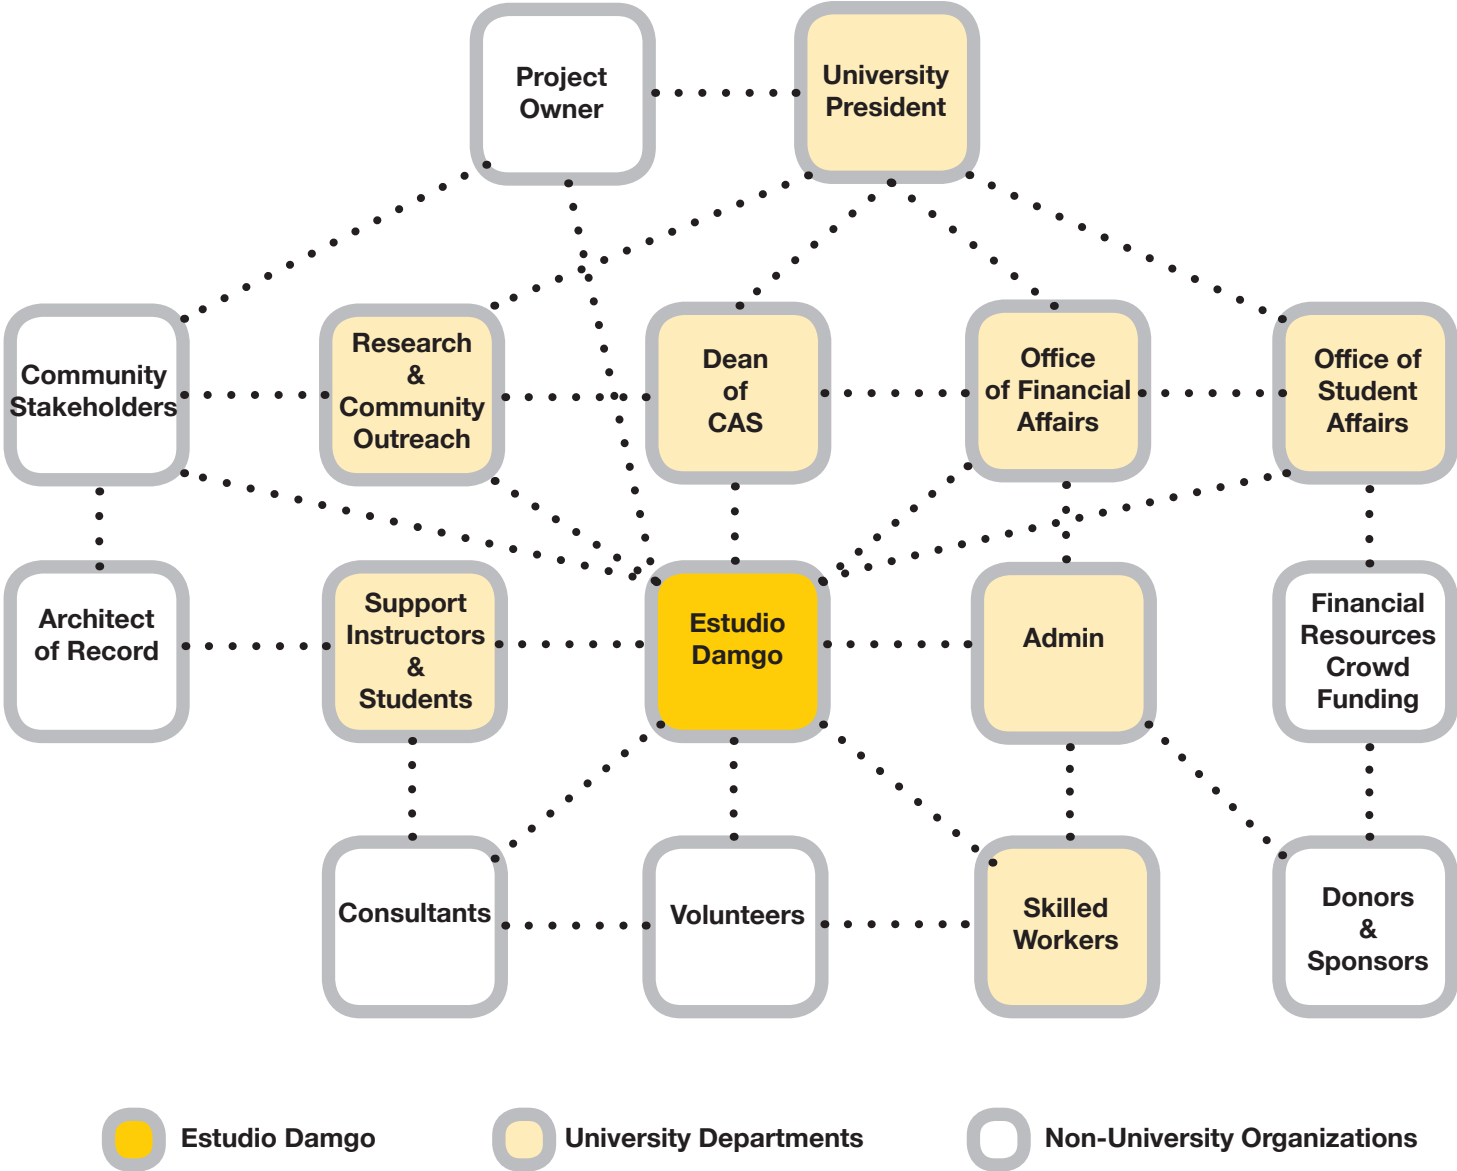 Project
Owner
University
President
Community
Stakeholders
Research
&
Community
Outreach
Dean
of
CAS
Office
of Financial
Affairs
Office of
Student
Affairs
Architect
of Record
Support
Instructors
&
Students
Estudio
Damgo
Admin
Financial
Resources
Crowd
Funding
Consultants
Volunteers
Skilled
Workers
Donors
&
Sponsors
Estudio Damgo
University Departments
Non-University Organizations